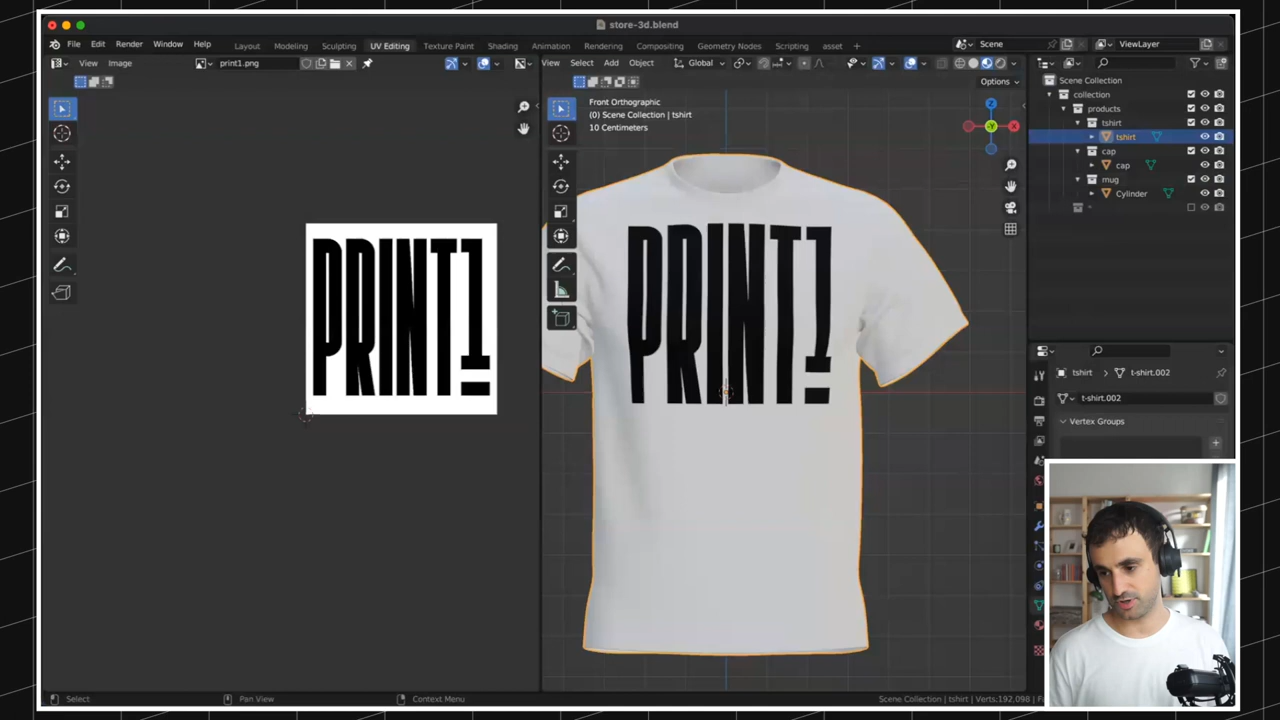 store-3d.blend
File Edit Render Window Help
Layout Modeling Sculpting UV Editing Texture Paint Shading Animation Rendering Compositing Geometry Nodes Scripting asset +
Scene
ViewLayer
View Image
print1.png
View Select Add Object
Global
Options
Front Orthographic
(0) Scene Collection | tshirt
10 Centimeters
Z
Y
X
Scene Collection
collection
products
tshirt
tshirt
cap
cap
mug
Cylinder
PRINT1
PRINT1
tshirt > t-shirt.002
t-shirt.002
Vertex Groups
Select
Pan View
Context Menu
Scene Collection | tshirt | Verts:192,098 | F